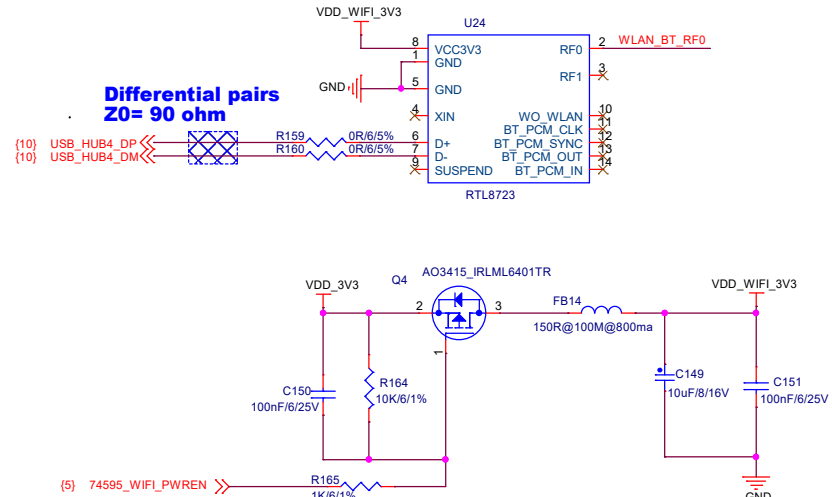 VDD_WIFI_3V3
U24
8
VCC3V3
RF0
2
WLAN_BT_RF0
1
GND
RF1
3
GND
5
GND
Differential pairs
Z0= 90 ohm
4
XIN
WO_WLAN
10
BT_PCM_CLK
11
{10} USB_HUB4_DP
R159
0R/6/5%
6
D+
BT_PCM_SYNC
12
{10} USB_HUB4_DM
R160
0R/6/5%
7
D-
BT_PCM_OUT
13
9
SUSPEND
BT_PCM_IN
14
RTL8723
AO3415_IRLML6401TR
VDD_3V3
Q4
VDD_WIFI_3V3
2
3
FB14
150R@100M@800ma
1
C150
100nF/6/25V
R164
10K/6/1%
C149
10uF/8/16V
C151
100nF/6/25V
{5} 74595_WIFI_PWREN
R165
1K/6/1%
GND